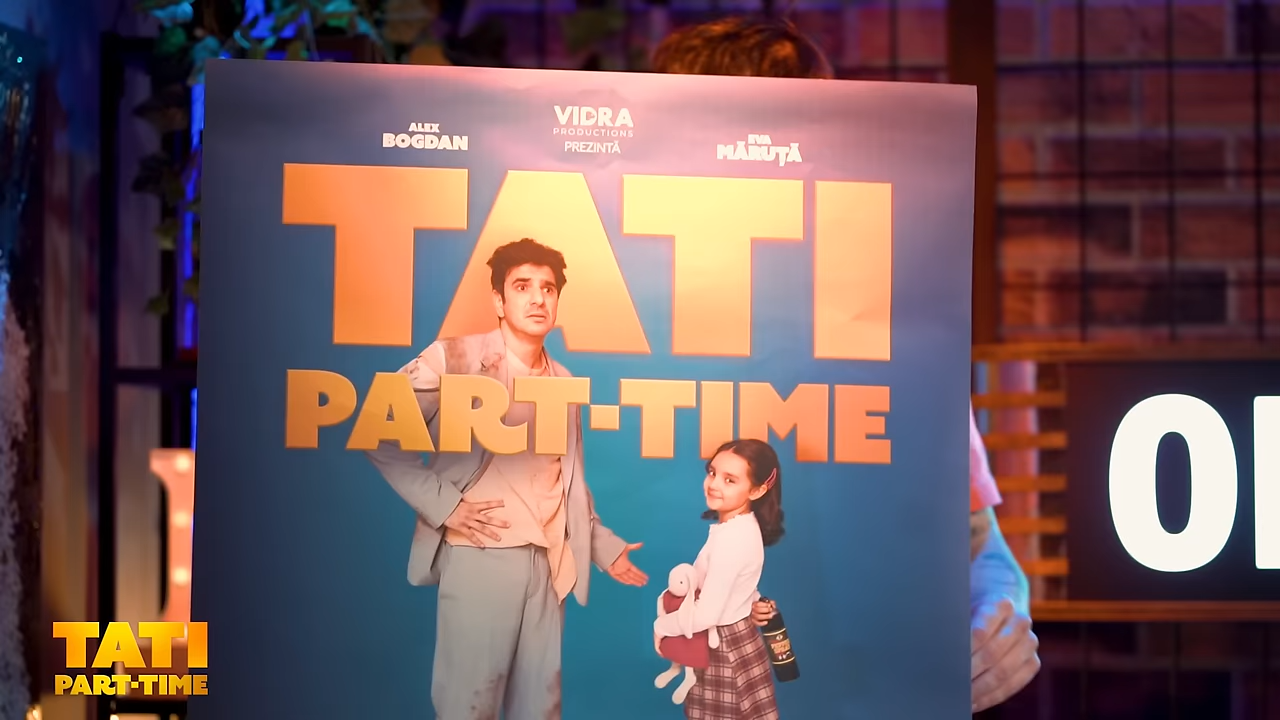 VIDRA
PRODUCTIONS
PREZINTĂ
ALEX
BOGDAN
EVA
MĂRUȚĂ
TATI
PART-TIME
TATI
PART-TIME